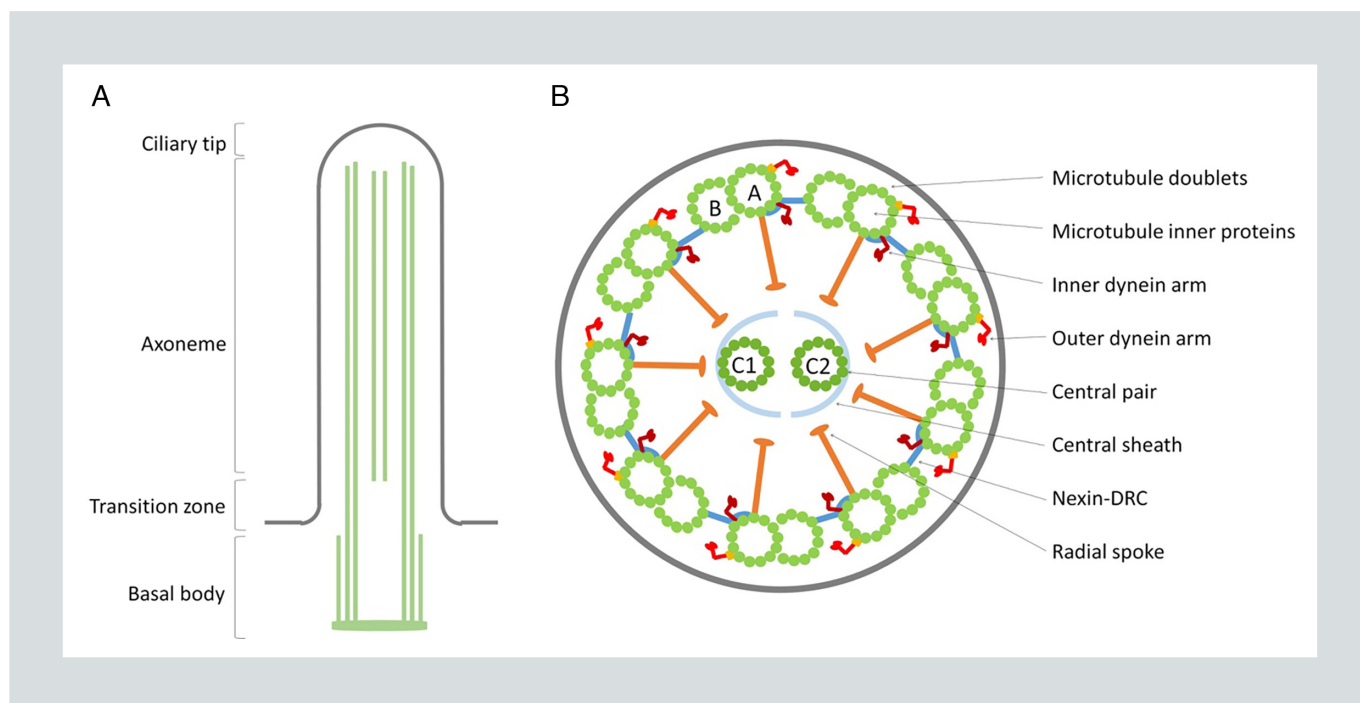 A
Ciliary tip
Axoneme
Transition zone
Basal body
B
A
B
C1
C2
Microtubule doublets
Microtubule inner proteins
Inner dynein arm
Outer dynein arm
Central pair
Central sheath
Nexin-DRC
Radial spoke